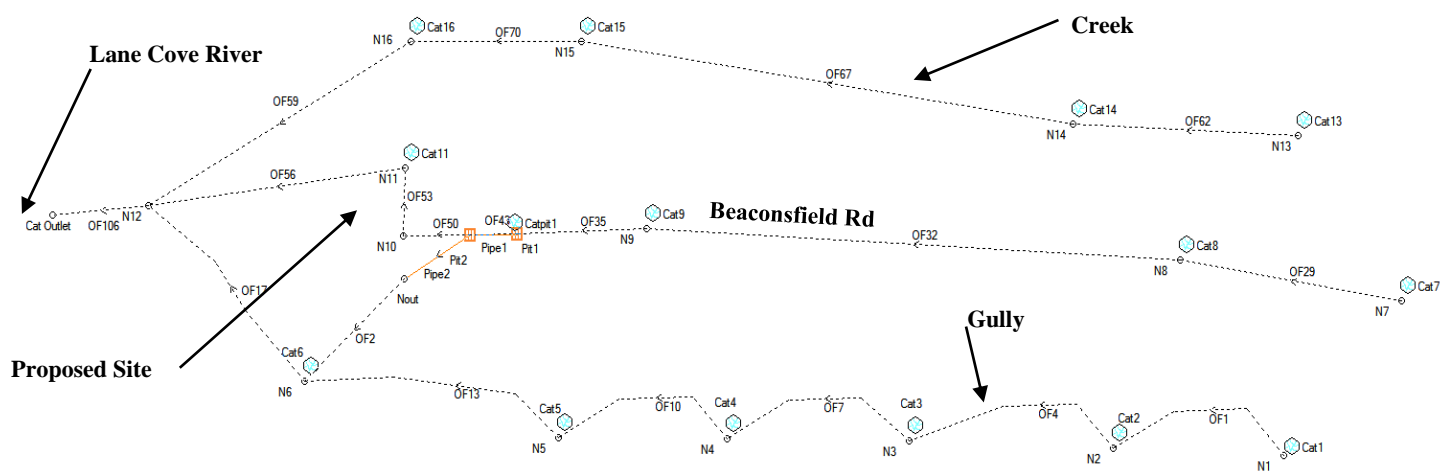 Cat16
Cat15
N16
OF70
N15
Creek
Lane Cove River
OF67
OF59
Cat14
N14
OF62
Cat13
N13
Cat11
N11
OF56
OF53
Cat Outlet
OF106
N12
N10
OF50
OF43
Catpit1
Pipe1
Pit1
Pit2
Pipe2
Nout
OF35
Cat9
N9
Beaconsfield Rd
OF32
Cat8
N8
OF29
Cat7
N7
OF17
OF2
Gully
Proposed Site
Cat6
N6
OF13
Cat5
N5
OF10
Cat4
N4
OF7
Cat3
N3
OF4
Cat2
N2
OF1
Cat1
N1